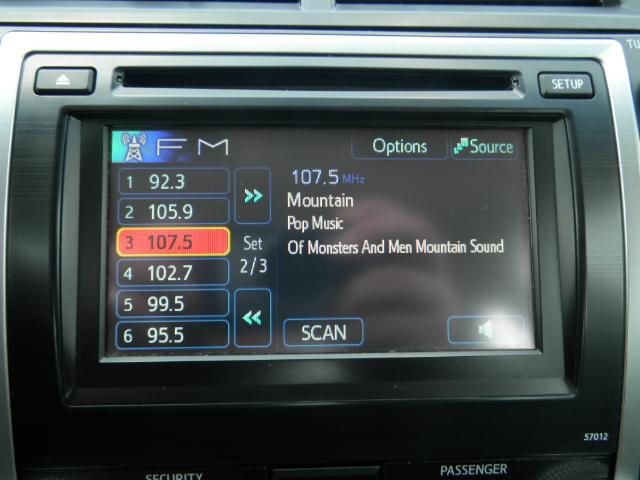 TU
SETUP
FM
Options
Source
1 92.3
2 105.9
3 107.5
4 102.7
5 99.5
6 95.5
Set
2/3
107.5 MHz
Mountain
Pop Music
Of Monsters And Men Mountain Sound
SCAN
57012
SECURITY
PASSENGER